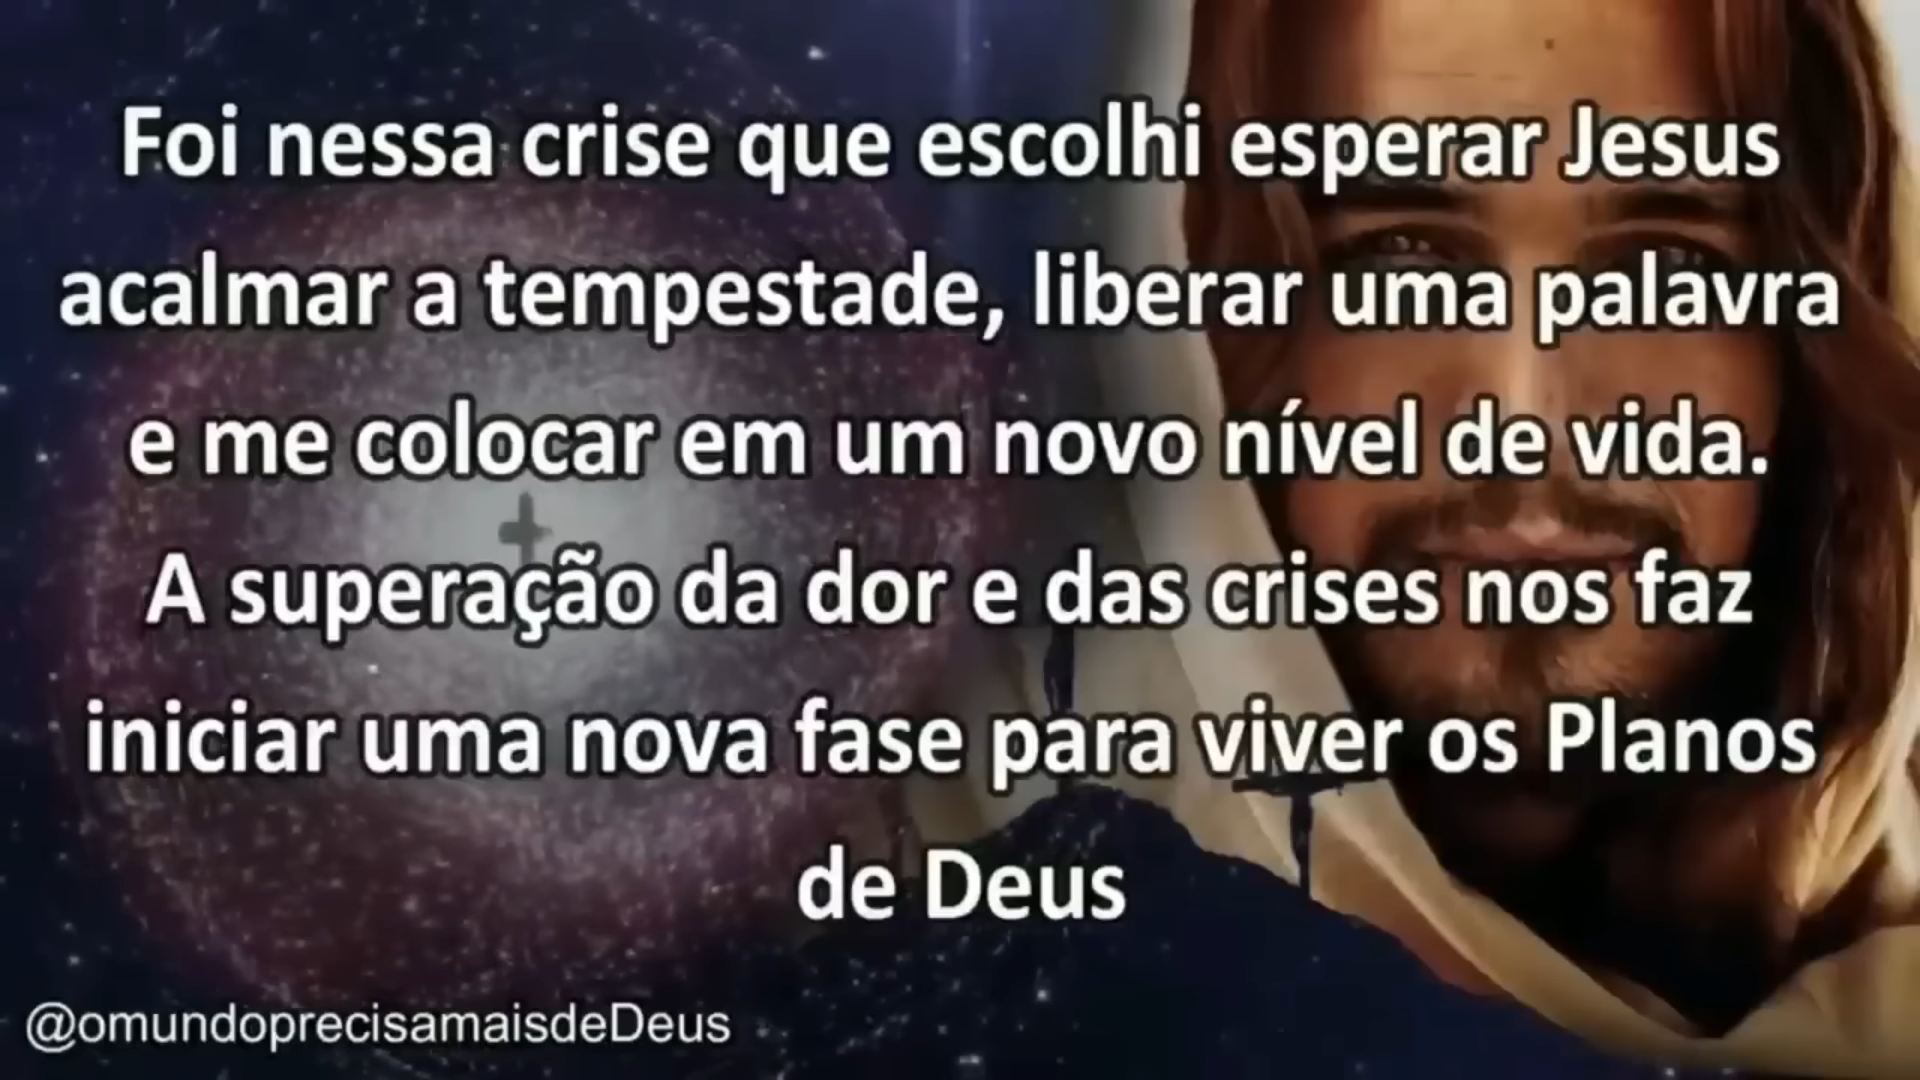 Foi nessa crise que escolhi esperar Jesus
acalmar a tempestade, liberar uma palavra
e me colocar em um novo nível de vida.
A superação da dor e das crises nos faz
iniciar uma nova fase para viver os Planos
de Deus
@omundoprecisamaisdeDeus